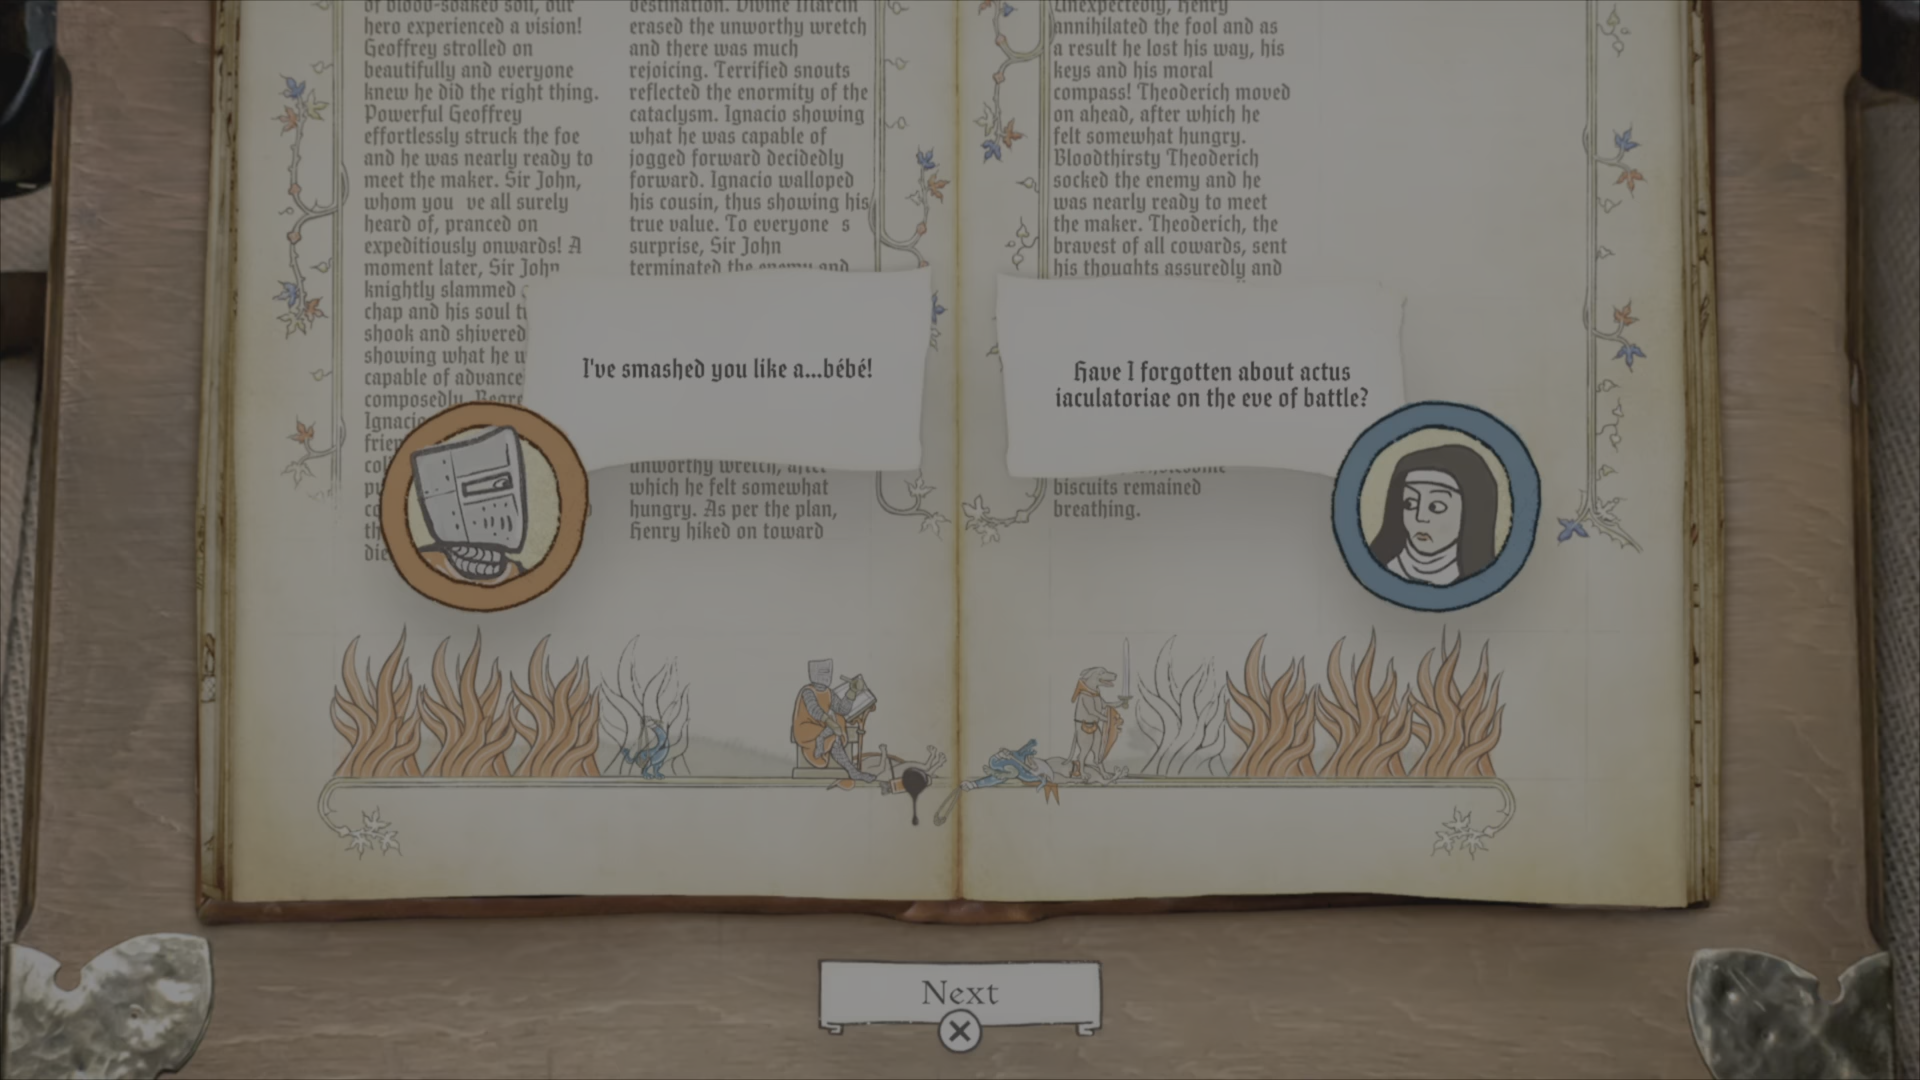 of blood-soaked soil, our
hero experienced a vision!
Geoffrey strolled on
beautifully and everyone
knew he did the right thing.
Powerful Geoffrey
effortlessly struck the foe
and he was nearly ready to
meet the maker. Sir John,
whom you ve all surely
heard of, pranced on
expeditiously onwards! A
moment later, Sir John
knightly slammed
chap and his soul
shook and shivered
showing what he
capable of advance
composedly.
Ignacio
destination. Divine Marcin
erased the unworthy wretch
and there was much
rejoicing. Terrified snouts
reflected the enormity of the
cataclysm. Ignacio showing
what he was capable of
jogged forward decidedly
forward. Ignacio walloped
his cousin, thus showing his
true value. To everyone s
surprise, Sir John
terminated the enemy and
unworthy wretch, after
which he felt somewhat
hungry. As per the plan,
Henry hiked on toward
Unexpectedly, Henry
annihilated the fool and as
a result he lost his way, his
keys and his moral
compass! Theoderich moved
on ahead, after which he
felt somewhat hungry.
Bloodthirsty Theoderich
socked the enemy and he
was nearly ready to meet
the maker. Theoderich, the
bravest of all cowards, sent
his thoughts assuredly and
biscuits remained
breathing.
I've smashed you like a...bébé!
Have I forgotten about actus
iaculatoriae on the eve of battle?
Next